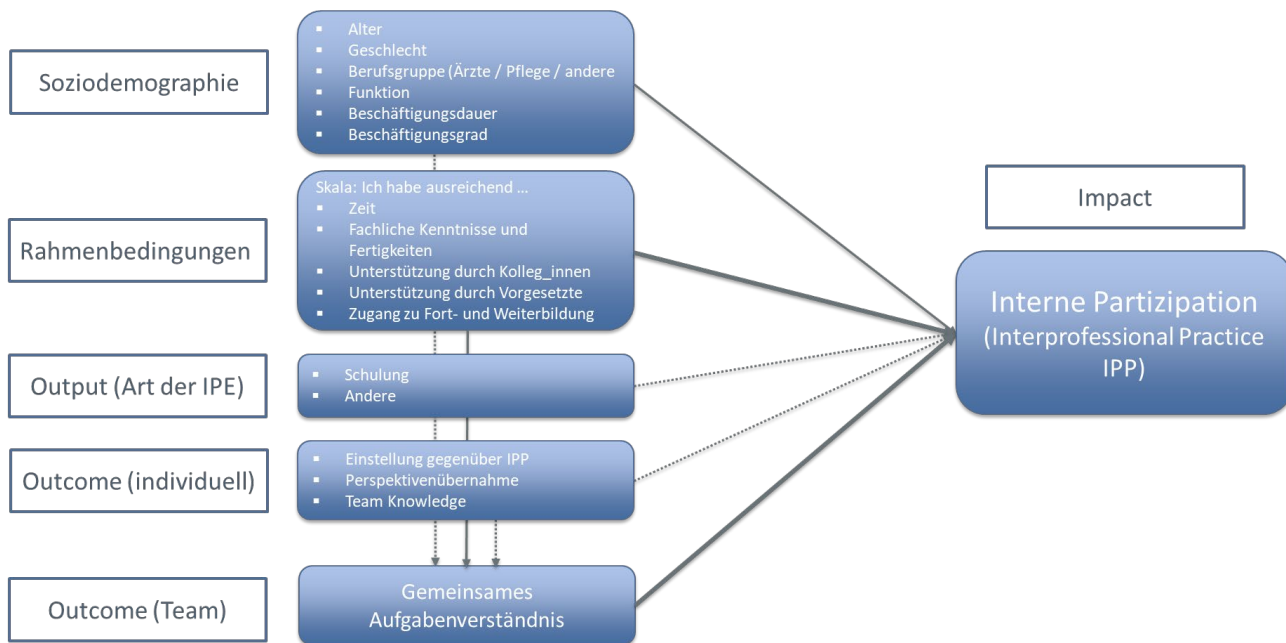 Soziodemographie
▪ Alter
▪ Geschlecht
▪ Berufsgruppe (Ärzte / Pflege / andere
▪ Funktion
▪ Beschäftigungsdauer
▪ Beschäftigungsgrad
Rahmenbedingungen
Skala: Ich habe ausreichend ...
▪ Zeit
▪ Fachliche Kenntnisse und
Fertigkeiten
▪ Unterstützung durch Kolleg_innen
▪ Unterstützung durch Vorgesetzte
▪ Zugang zu Fort- und Weiterbildung
Output (Art der IPE)
▪ Schulung
▪ Andere
Outcome (individuell)
▪ Einstellung gegenüber IPP
▪ Perspektivenübernahme
▪ Team Knowledge
Outcome (Team)
Gemeinsames
Aufgabenverständnis
Impact
Interne Partizipation
(Interprofessional Practice
IPP)